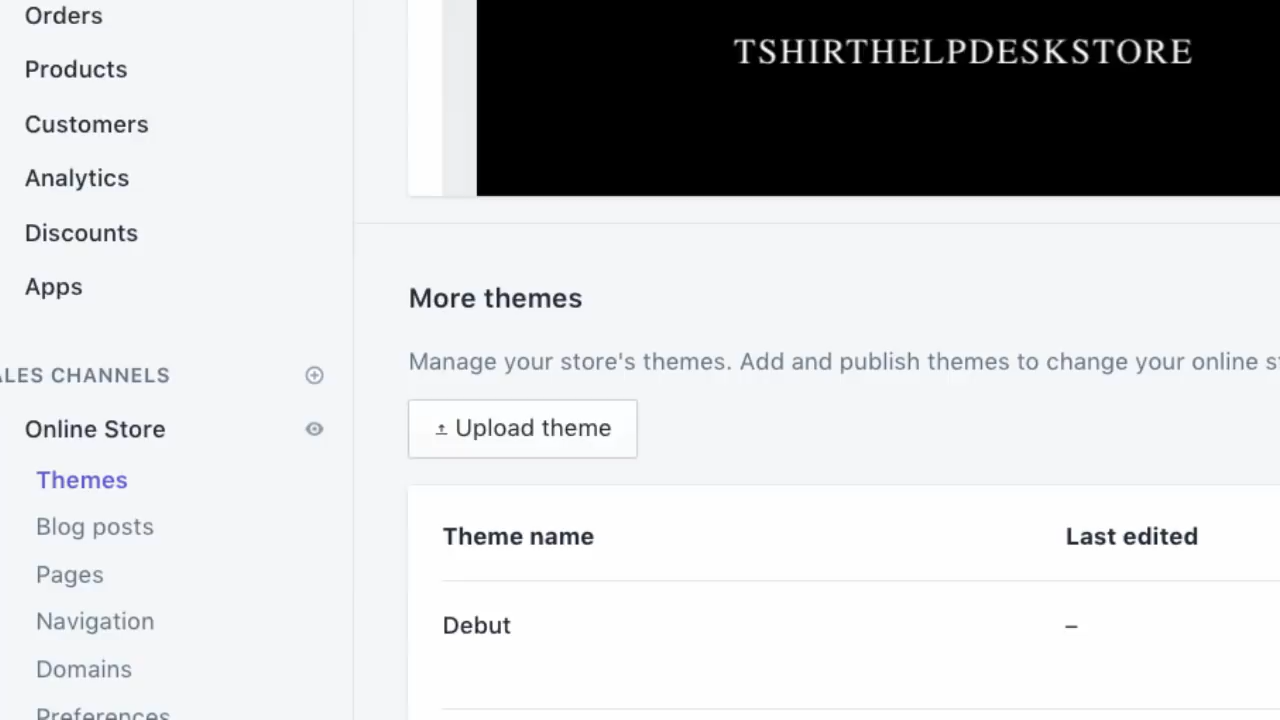 Orders
Products
Customers
Analytics
Discounts
Apps
ALES CHANNELS
Online Store
Themes
Blog posts
Pages
Navigation
Domains
Preferences
TSHIRTHELPDESKSTORE
More themes
Manage your store's themes. Add and publish themes to change your online s
Upload theme
Theme name Last edited
Debut –